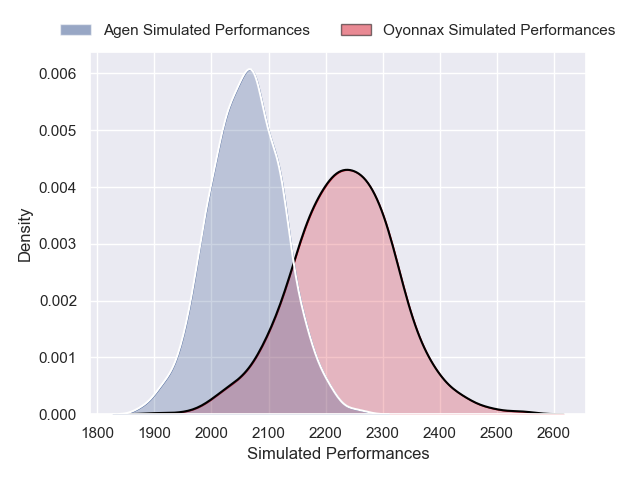 Agen Simulated Performances
Oyonnax Simulated Performances
0.006
0.005
0.004
0.003
0.002
0.001
0.000
Density
1800 1900 2000 2100 2200 2300 2400 2500 2600
Simulated Performances